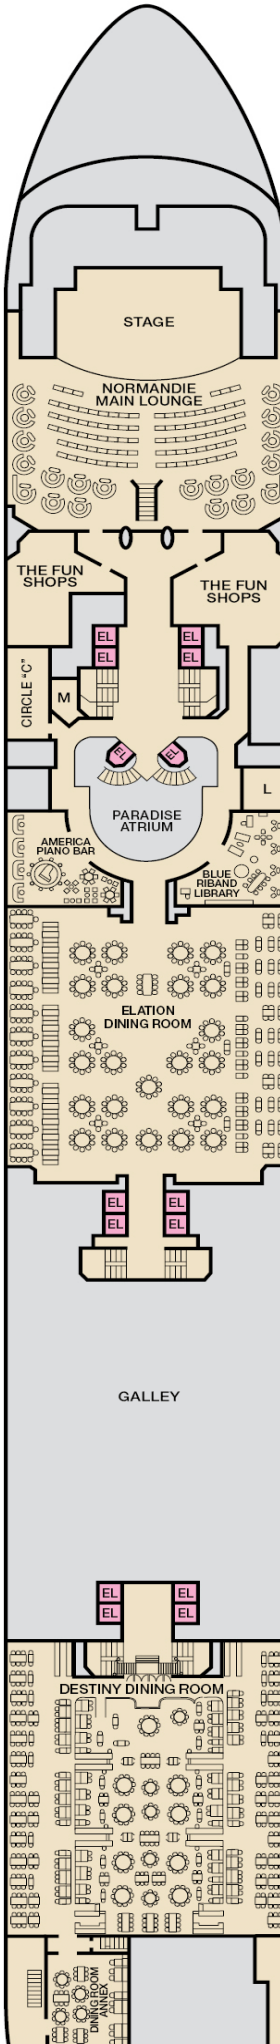 STAGE
NORMANDIE
MAIN LOUNGE
THE FUN
SHOPS
THE FUN
SHOPS
EL
EL
EL
EL
CIRCLE "C"
M
EL
EL
L
PARADISE
ATRIUM
AMERICA
PIANO BAR
BLUE
RIBAND
LIBRARY
ELATION
DINING ROOM
EL
EL
EL
EL
GALLEY
EL
EL
EL
EL
DESTINY DINING ROOM
DINING ROOM
ANNEX